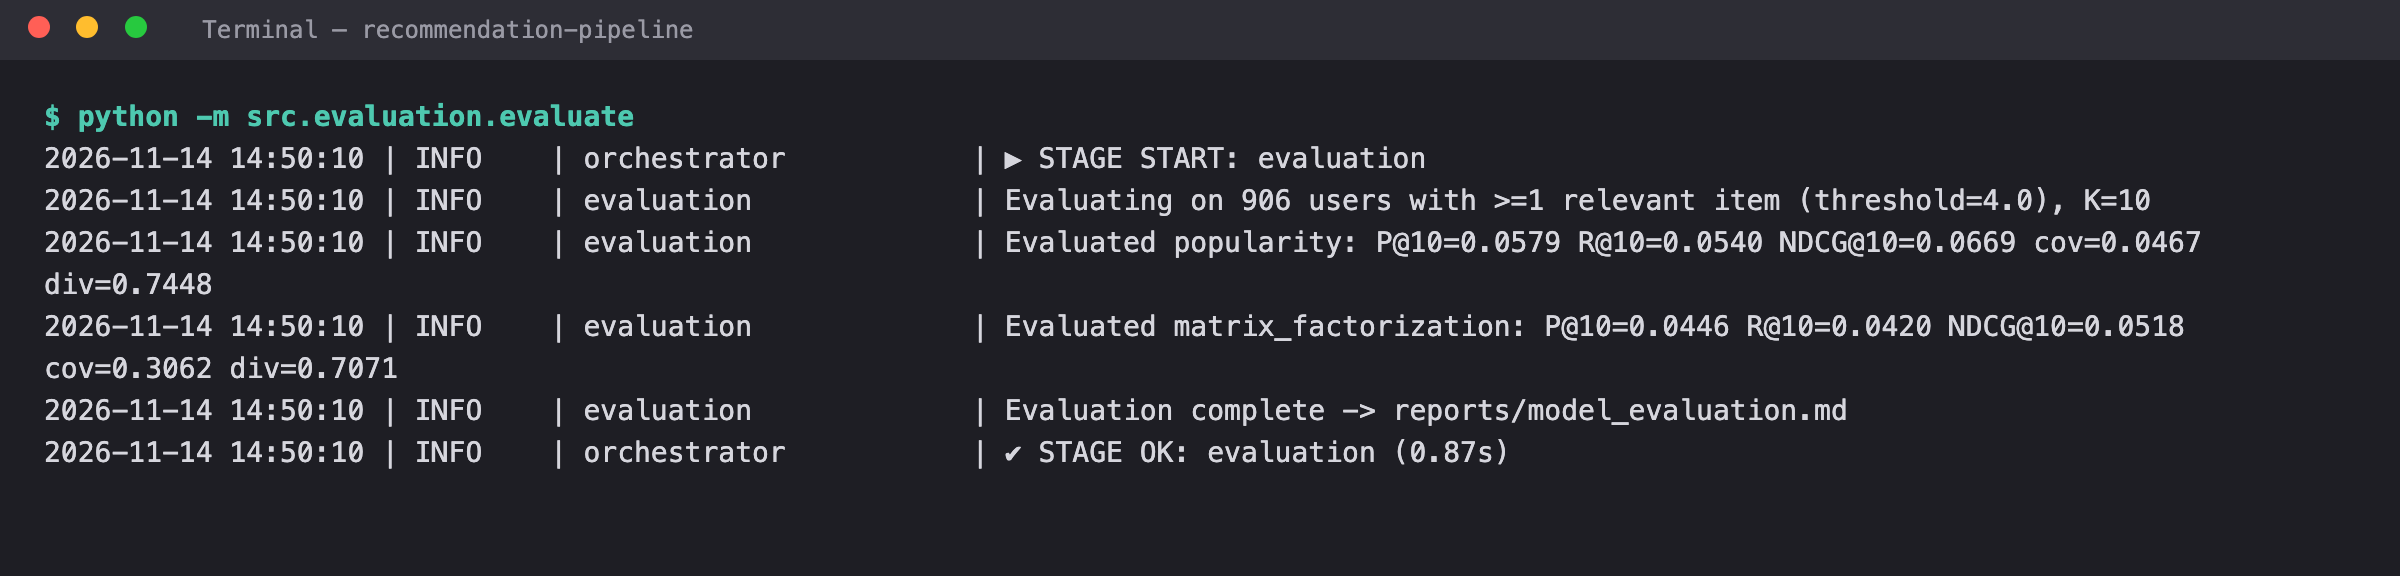 Terminal — recommendation-pipeline
$ python -m src.evaluation.evaluate
2026-11-14 14:50:10 | INFO    | orchestrator           | ▶ STAGE START: evaluation
2026-11-14 14:50:10 | INFO    | evaluation             | Evaluating on 906 users with >=1 relevant item (threshold=4.0), K=10
2026-11-14 14:50:10 | INFO    | evaluation             | Evaluated popularity: P@10=0.0579 R@10=0.0540 NDCG@10=0.0669 cov=0.0467
div=0.7448
2026-11-14 14:50:10 | INFO    | evaluation             | Evaluated matrix_factorization: P@10=0.0446 R@10=0.0420 NDCG@10=0.0518
cov=0.3062 div=0.7071
2026-11-14 14:50:10 | INFO    | evaluation             | Evaluation complete -> reports/model_evaluation.md
2026-11-14 14:50:10 | INFO    | orchestrator           | ✔ STAGE OK: evaluation (0.87s)